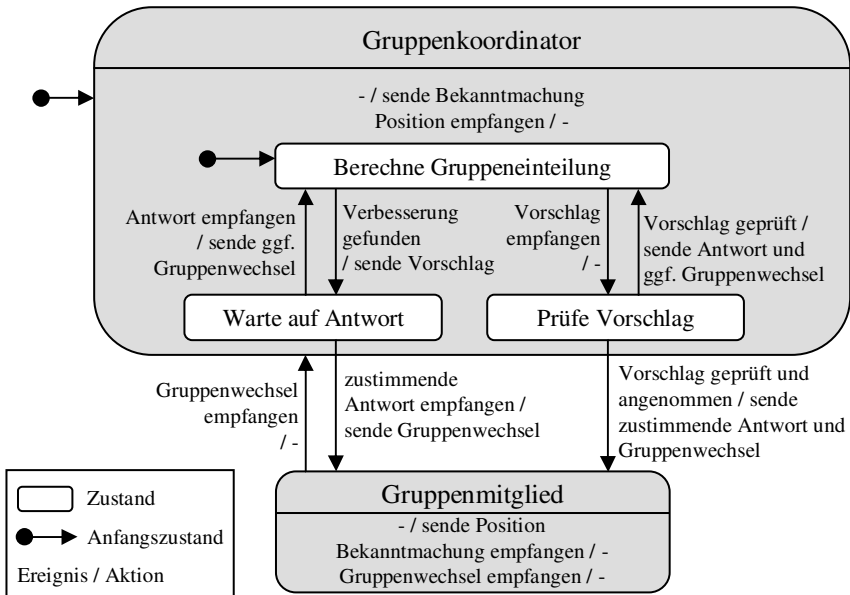 Gruppenkoordinator
- / sende Bekanntmachung
Position empfangen / -
Berechne Gruppeneinteilung
Antwort empfangen
/ sende ggf.
Gruppenwechsel
Verbesserung
gefunden
/ sende Vorschlag
Vorschlag
empfangen
/ -
Vorschlag geprüft /
sende Antwort und
ggf. Gruppenwechsel
Warte auf Antwort
Prüfe Vorschlag
Gruppenwechsel
empfangen
/ -
zustimmende
Antwort empfangen /
sende Gruppenwechsel
Vorschlag geprüft und
angenommen / sende
zustimmende Antwort und
Gruppenwechsel
Gruppenmitglied
- / sende Position
Bekanntmachung empfangen / -
Gruppenwechsel empfangen / -
Zustand
Anfangszustand
Ereignis / Aktion